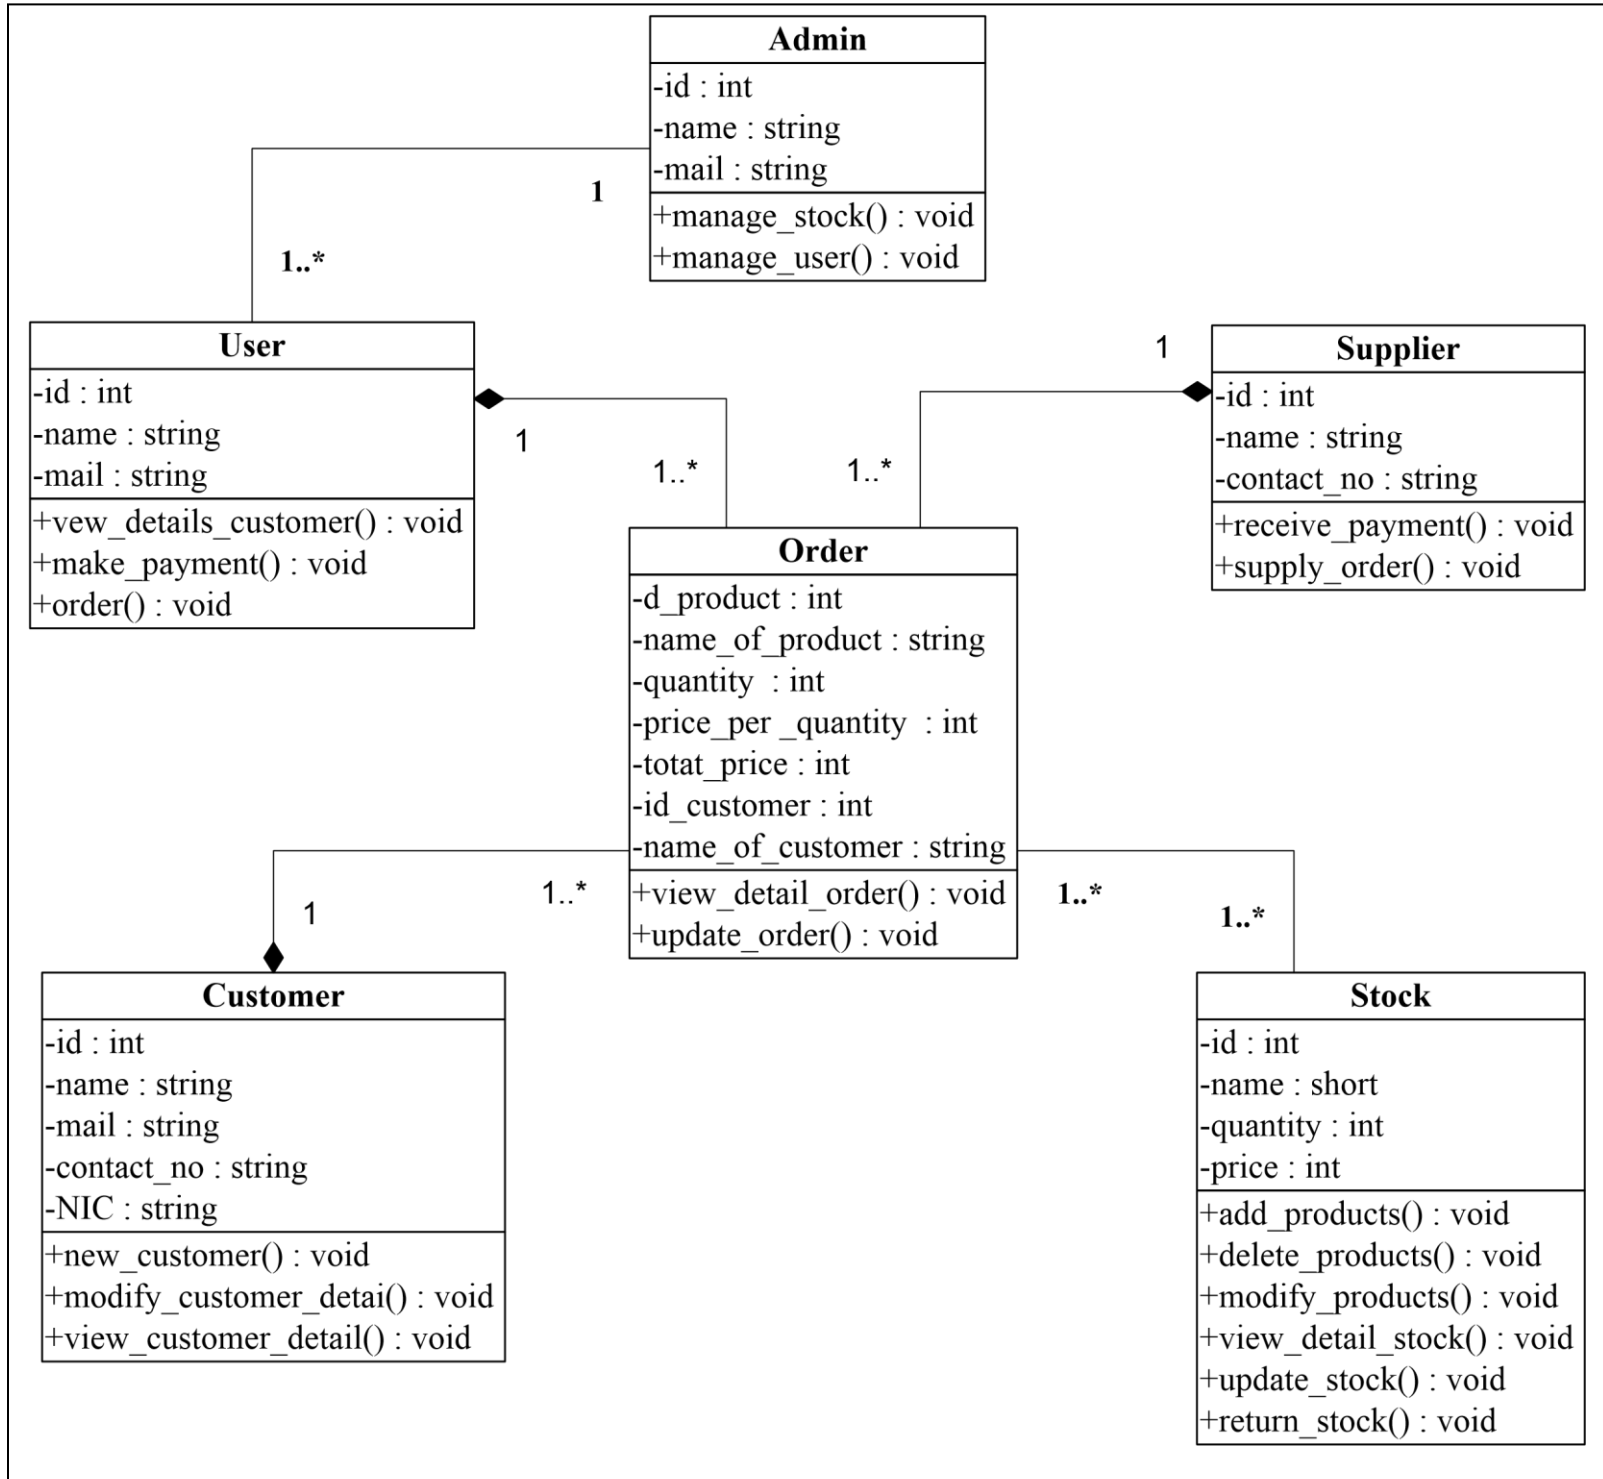 Admin
-id : int
-name : string
-mail : string
+manage_stock() : void
+manage_user() : void
1
1..*
User
-id : int
-name : string
-mail : string
+vew_details_customer() : void
+make_payment() : void
+order() : void
1
1..*
Supplier
-id : int
-name : string
-contact_no : string
+receive_payment() : void
+supply_order() : void
1
1..*
Order
-d_product : int
-name_of_product : string
-quantity  : int
-price_per _quantity  : int
-totat_price : int
-id_customer : int
-name_of_customer : string
+view_detail_order() : void
+update_order() : void
1..*
1
1..*
1..*
Customer
-id : int
-name : string
-mail : string
-contact_no : string
-NIC : string
+new_customer() : void
+modify_customer_detai() : void
+view_customer_detail() : void
Stock
-id : int
-name : short
-quantity : int
-price : int
+add_products() : void
+delete_products() : void
+modify_products() : void
+view_detail_stock() : void
+update_stock() : void
+return_stock() : void